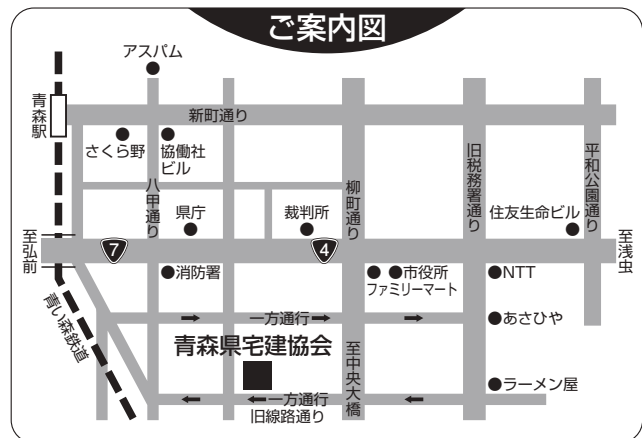 ご案内図
アスパム
青森駅
新町通り
さくら野
協働社
ビル
八甲通り
県庁
裁判所
柳町通り
旧税務署通り
平和公園通り
住友生命ビル
至弘前
7
4
至浅虫
消防署
市役所
ファミリーマート
NTT
青い森鉄道
一方通行
あさひや
青森県宅建協会
至中央大橋
ラーメン屋
一方通行
旧線路通り